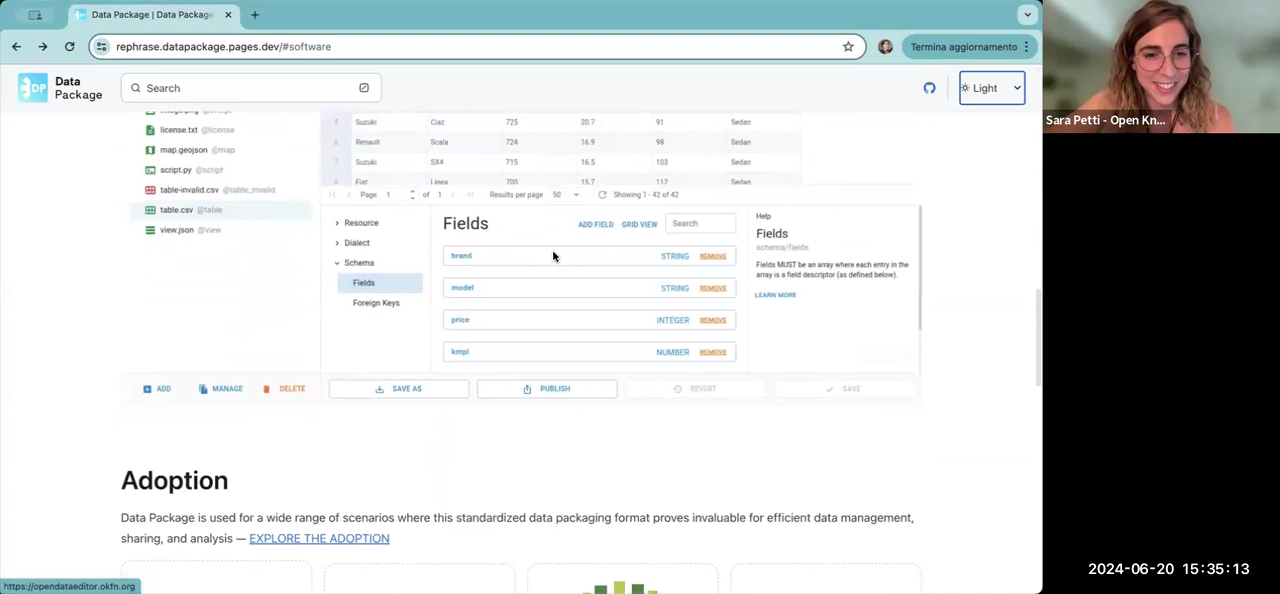 Data Package | Data Package
rephrase.datapackage.pages.dev/#software
Termina aggiornamento
Data
Package
Search
Light
license.txt @license
map.geojson @map
script.py @script
table-invalid.csv @table_invalid
table.csv @table
view.json @view
Suzuki Ciaz 725 20.7 91 Sedan
6 Renault Scala 724 16.9 98 Sedan
7 Suzuki SX4 715 16.5 103 Sedan
8 Fiat Linea 700 15.7 112 Sedan
Page 1 of 1 Results per page 50 Showing 1 - 42 of 42
Resource
Dialect
Schema
Fields
Foreign Keys
Fields ADD FIELD GRID VIEW Search
brand STRING REMOVE
model STRING REMOVE
price INTEGER REMOVE
kmpl NUMBER REMOVE
Help
Fields
schema/fields
Fields MUST be an array where each entry in the
array is a field descriptor (as defined below).
LEARN MORE
ADD MANAGE DELETE SAVE AS PUBLISH REVERT SAVE
Adoption
Data Package is used for a wide range of scenarios where this standardized data packaging format proves invaluable for efficient data management,
sharing, and analysis — EXPLORE THE ADOPTION
https://opendataeditor.okfn.org
Sara Petti - Open Kn...
2024-06-20 15:35:13